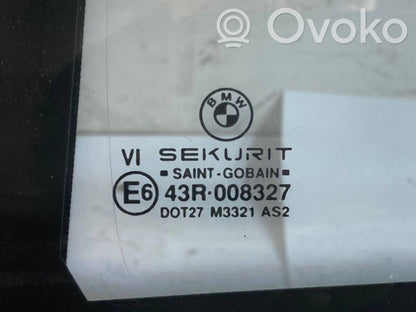 Ovoko
BMW
VI SEKURIT
SAINT-GOBAIN
E6 43R-008327
DOT27 M3321 AS2